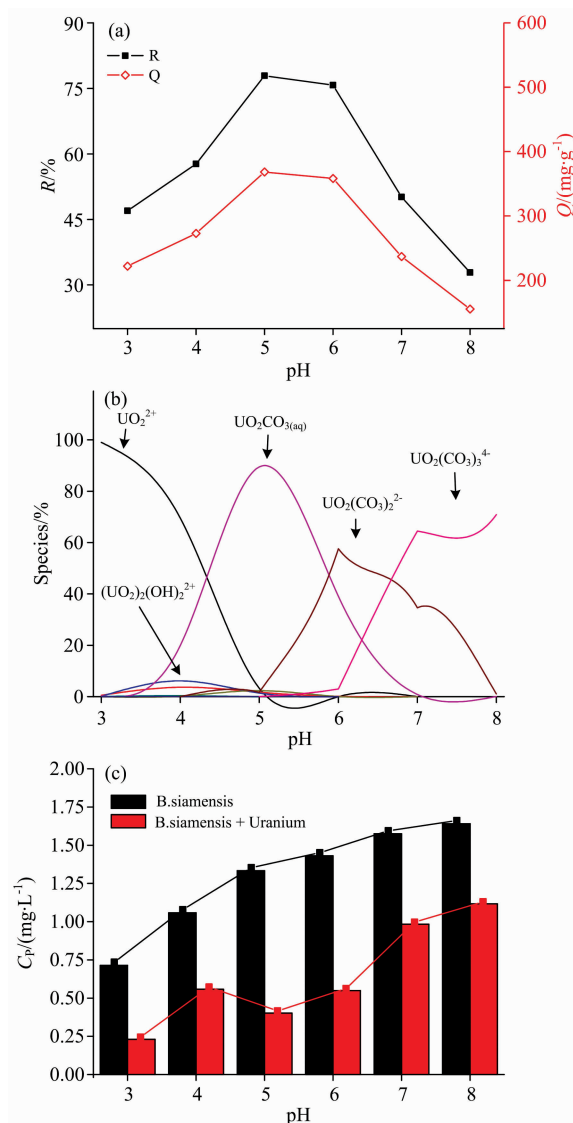 (a)
R
Q
90
75
60
45
30
R/%
600
400
300
200
100
Q/(mg·g⁻¹)
3 4 5 6 7 8
pH
(b)
UO₂²⁺
UO₂CO₃(aq)
UO₂(CO₃)₃⁴⁻
UO₂(CO₃)₂²⁻
(UO₂)₂(OH)₂²⁺
100
80
60
40
20
0
Species/%
3 4 5 6 7 8
pH
(c)
B.siamensis
B.siamensis + Uranium
2.00
1.75
1.50
1.25
1.00
0.75
0.50
0.25
0.00
Cₚ/(mg·L⁻¹)
3 4 5 6 7 8
pH